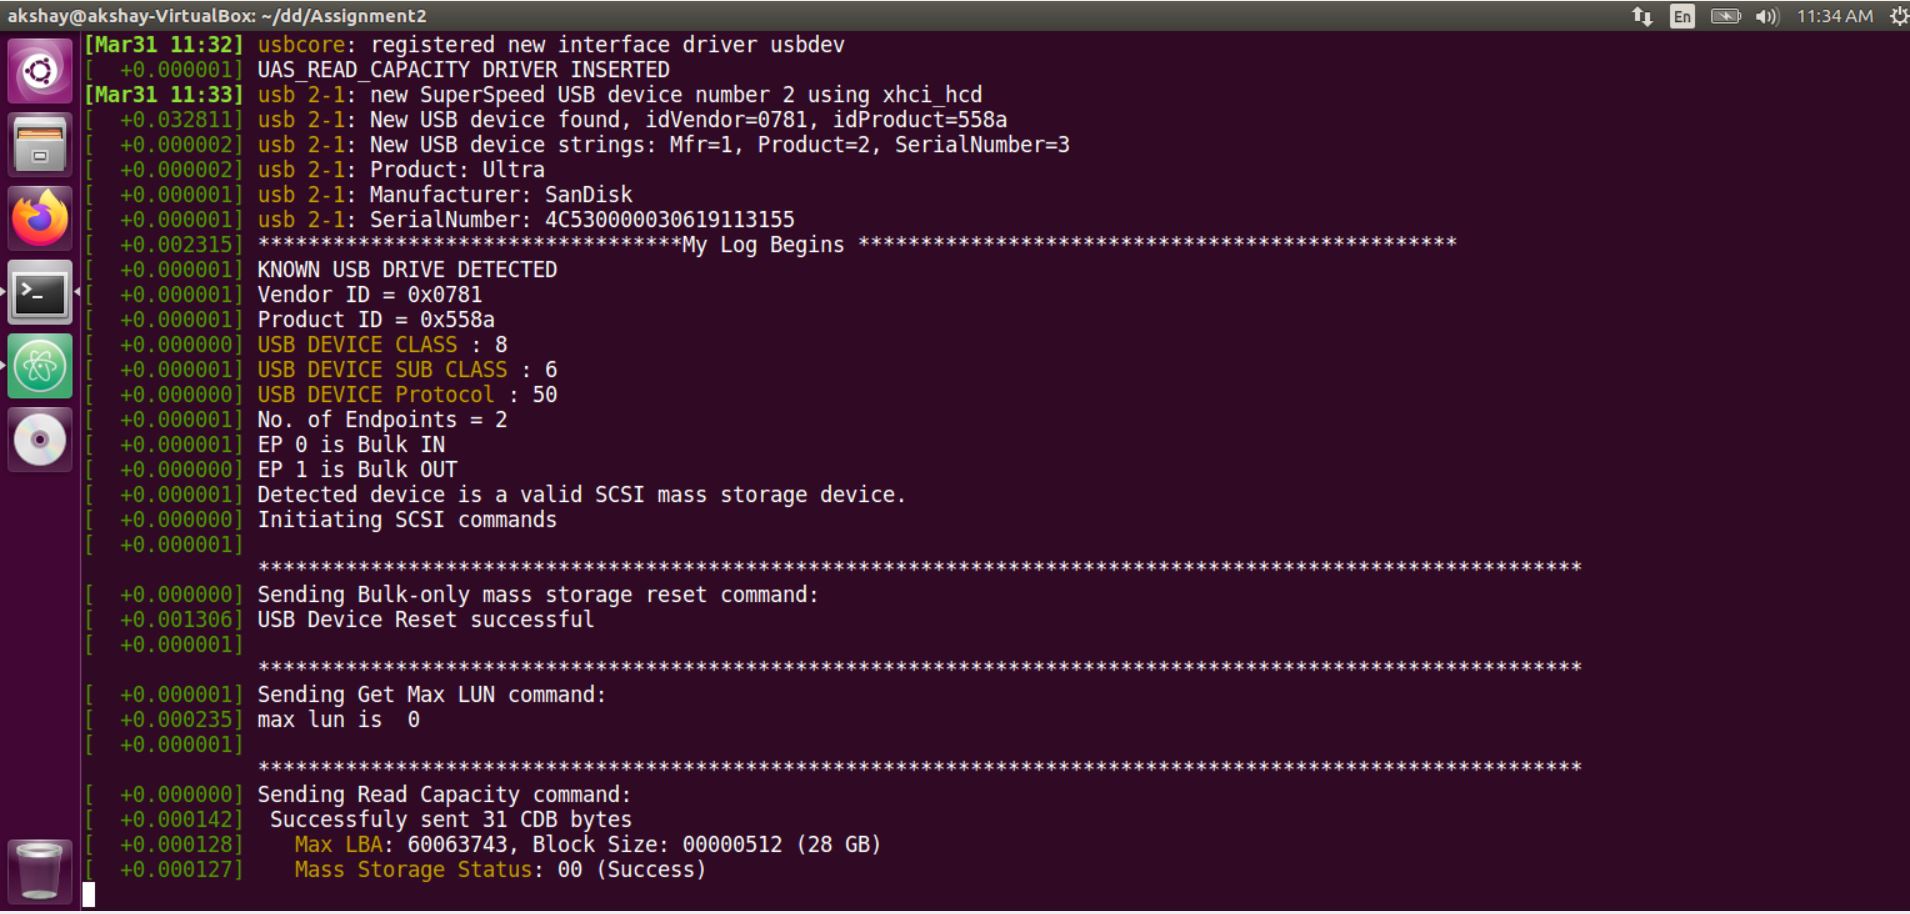 akshay@akshay-VirtualBox: ~/dd/Assignment2 En 11:34 AM
[Mar31 11:32] usbcore: registered new interface driver usbdev
[  +0.000001] UAS_READ_CAPACITY DRIVER INSERTED
[Mar31 11:33] usb 2-1: new SuperSpeed USB device number 2 using xhci_hcd
[  +0.032811] usb 2-1: New USB device found, idVendor=0781, idProduct=558a
[  +0.000002] usb 2-1: New USB device strings: Mfr=1, Product=2, SerialNumber=3
[  +0.000002] usb 2-1: Product: Ultra
[  +0.000001] usb 2-1: Manufacturer: SanDisk
[  +0.000001] usb 2-1: SerialNumber: 4C530000030619113155
[  +0.002315] **********************************My Log Begins ************************************************
[  +0.000001] KNOWN USB DRIVE DETECTED
[  +0.000001] Vendor ID = 0x0781
[  +0.000001] Product ID = 0x558a
[  +0.000000] USB DEVICE CLASS : 8
[  +0.000001] USB DEVICE SUB CLASS : 6
[  +0.000000] USB DEVICE Protocol : 50
[  +0.000001] No. of Endpoints = 2
[  +0.000001] EP 0 is Bulk IN
[  +0.000000] EP 1 is Bulk OUT
[  +0.000001] Detected device is a valid SCSI mass storage device.
[  +0.000000] Initiating SCSI commands
[  +0.000001]
**********************************************************************************************************
[  +0.000000] Sending Bulk-only mass storage reset command:
[  +0.001306] USB Device Reset successful
[  +0.000001]
**********************************************************************************************************
[  +0.000001] Sending Get Max LUN command:
[  +0.000235] max lun is  0
[  +0.000001]
**********************************************************************************************************
[  +0.000000] Sending Read Capacity command:
[  +0.000142]  Successfuly sent 31 CDB bytes
[  +0.000128]    Max LBA: 60063743, Block Size: 00000512 (28 GB)
[  +0.000127]    Mass Storage Status: 00 (Success)